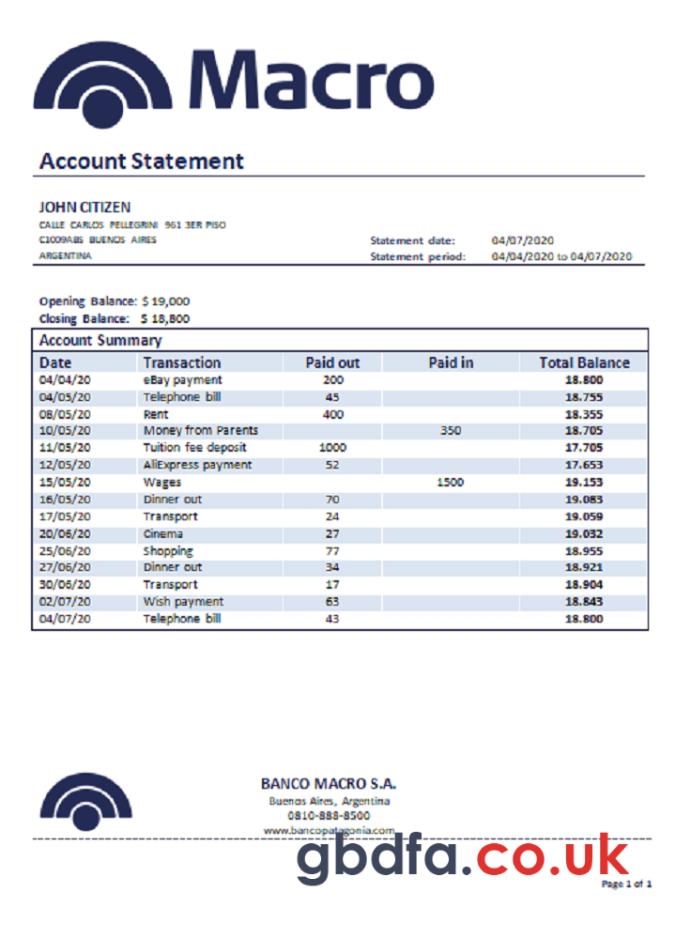 Macro
Account Statement
JOHN CITIZEN
CALLE CARLOS PELLEGRINI 961 3ER PISO
C1009ABS BUENOS AIRES
ARGENTINA
Statement date: 04/07/2020
Statement period: 04/04/2020 to 04/07/2020
Opening Balance: $ 19,000
Closing Balance: $ 18,800
Account Summary
Date Transaction Paid out Paid in Total Balance
04/04/20 eBay payment 200 18.800
04/05/20 Telephone bill 45 18.755
08/05/20 Rent 400 18.355
10/05/20 Money from Parents 350 18.705
11/05/20 Tuition fee deposit 1000 17.705
12/05/20 AliExpress payment 52 17.653
15/05/20 Wages 1500 19.153
16/05/20 Dinner out 70 19.083
17/05/20 Transport 24 19.059
20/06/20 Cinema 27 19.032
25/06/20 Shopping 77 18.955
27/06/20 Dinner out 34 18.921
30/06/20 Transport 17 18.904
02/07/20 Wish payment 63 18.843
04/07/20 Telephone bill 43 18.800
BANCO MACRO S.A.
Buenos Aires, Argentina
0810-888-8500
www.bancopatagonia.com
gbdfa.co.uk
Page 1 of 1